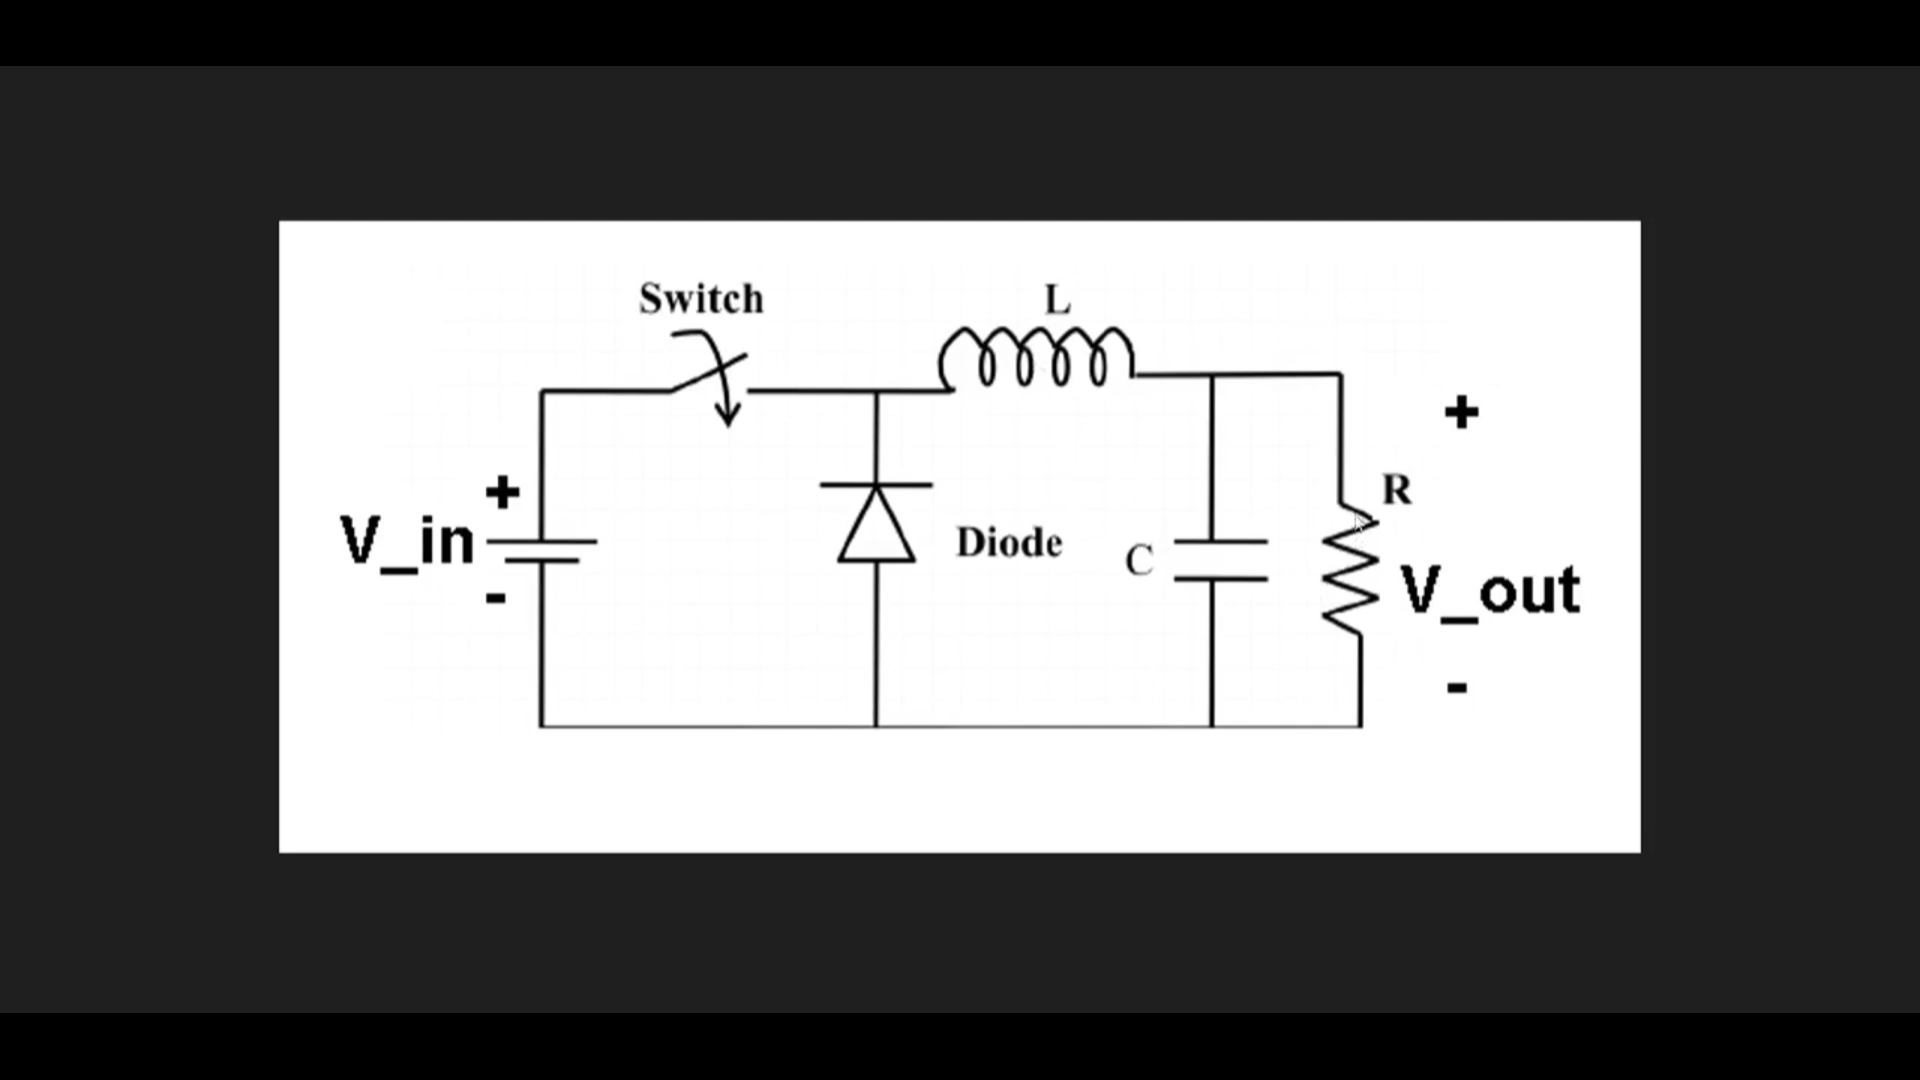 Switch
L
+
+
R
V_in
Diode
C
V_out
-
-